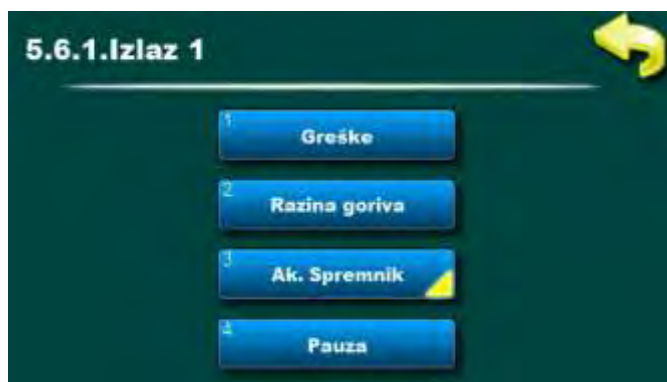 5.6.1.Izlaz 1
1
Greške
2
Razina goriva
3
Ak. Spremnik
4
Pauza